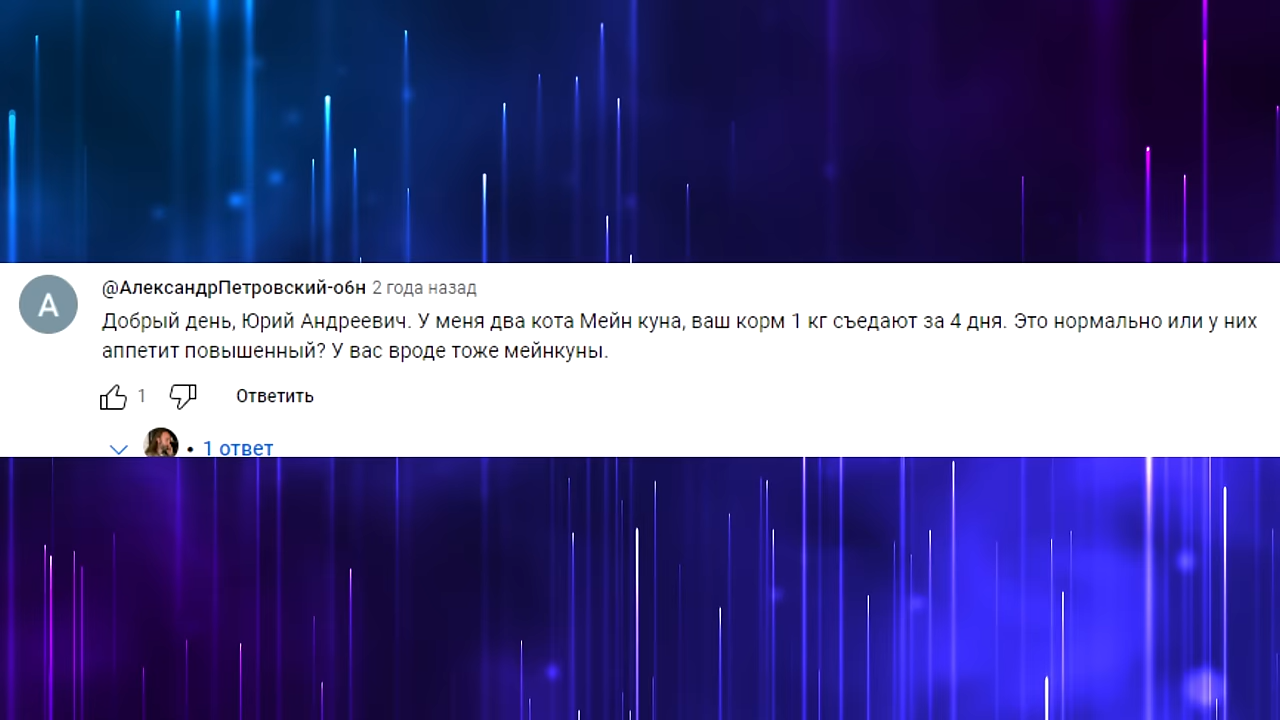 А
@АлександрПетровский-о6н 2 года назад
Добрый день, Юрий Андреевич. У меня два кота Мейн куна, ваш корм 1 кг съедают за 4 дня. Это нормально или у них
аппетит повышенный? У вас вроде тоже мейнкуны.
1 Ответить
• 1 ответ